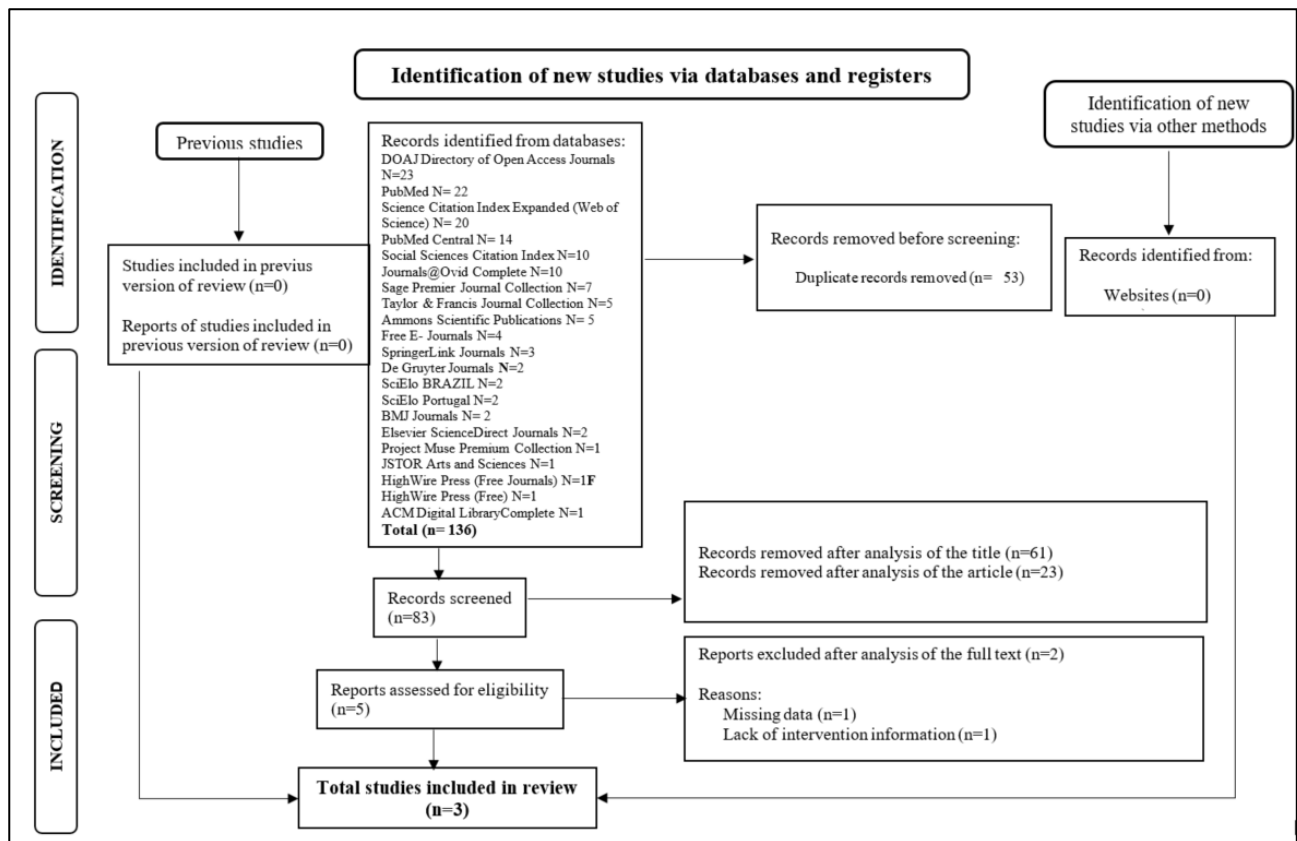 Identification of new studies via databases and registers
Identification of new
studies via other methods
IDENTIFICATION
Previous studies
Studies included in previus
version of review (n=0)
Reports of studies included in
previous version of review (n=0)
Records identified from databases:
DOAJ Directory of Open Access Journals
N=23
PubMed N= 22
Science Citation Index Expanded (Web of
Science) N= 20
PubMed Central N= 14
Social Sciences Citation Index N=10
Journals@Ovid Complete N=10
Sage Premier Journal Collection N=7
Taylor & Francis Journal Collection N=5
Ammons Scientific Publications N= 5
Free E- Journals N=4
SpringerLink Journals N=3
De Gruyter Journals N=2
SciElo BRAZIL N=2
SciElo Portugal N=2
BMJ Journals N= 2
Elsevier ScienceDirect Journals N=2
Project Muse Premium Collection N=1
JSTOR Arts and Sciences N=1
HighWire Press (Free Journals) N=1F
HighWire Press (Free) N=1
ACM Digital LibraryComplete N=1
Total (n= 136)
Records removed before screening:
Duplicate records removed (n= 53)
Records identified from:
Websites (n=0)
SCREENING
Records screened
(n=83)
Records removed after analysis of the title (n=61)
Records removed after analysis of the article (n=23)
INCLUDED
Reports assessed for eligibility
(n=5)
Reports excluded after analysis of the full text (n=2)
Reasons:
Missing data (n=1)
Lack of intervention information (n=1)
Total studies included in review
(n=3)